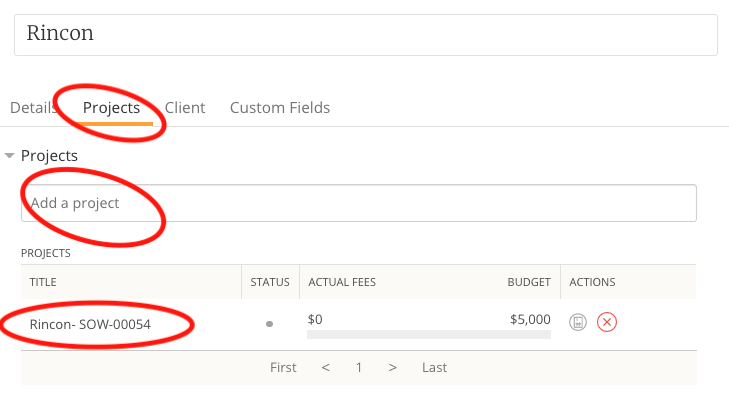 Rincon
Details Projects Client Custom Fields
Projects
Add a project
PROJECTS
TITLE STATUS ACTUAL FEES BUDGET ACTIONS
Rincon- SOW-00054 $0 $5,000
First < 1 > Last